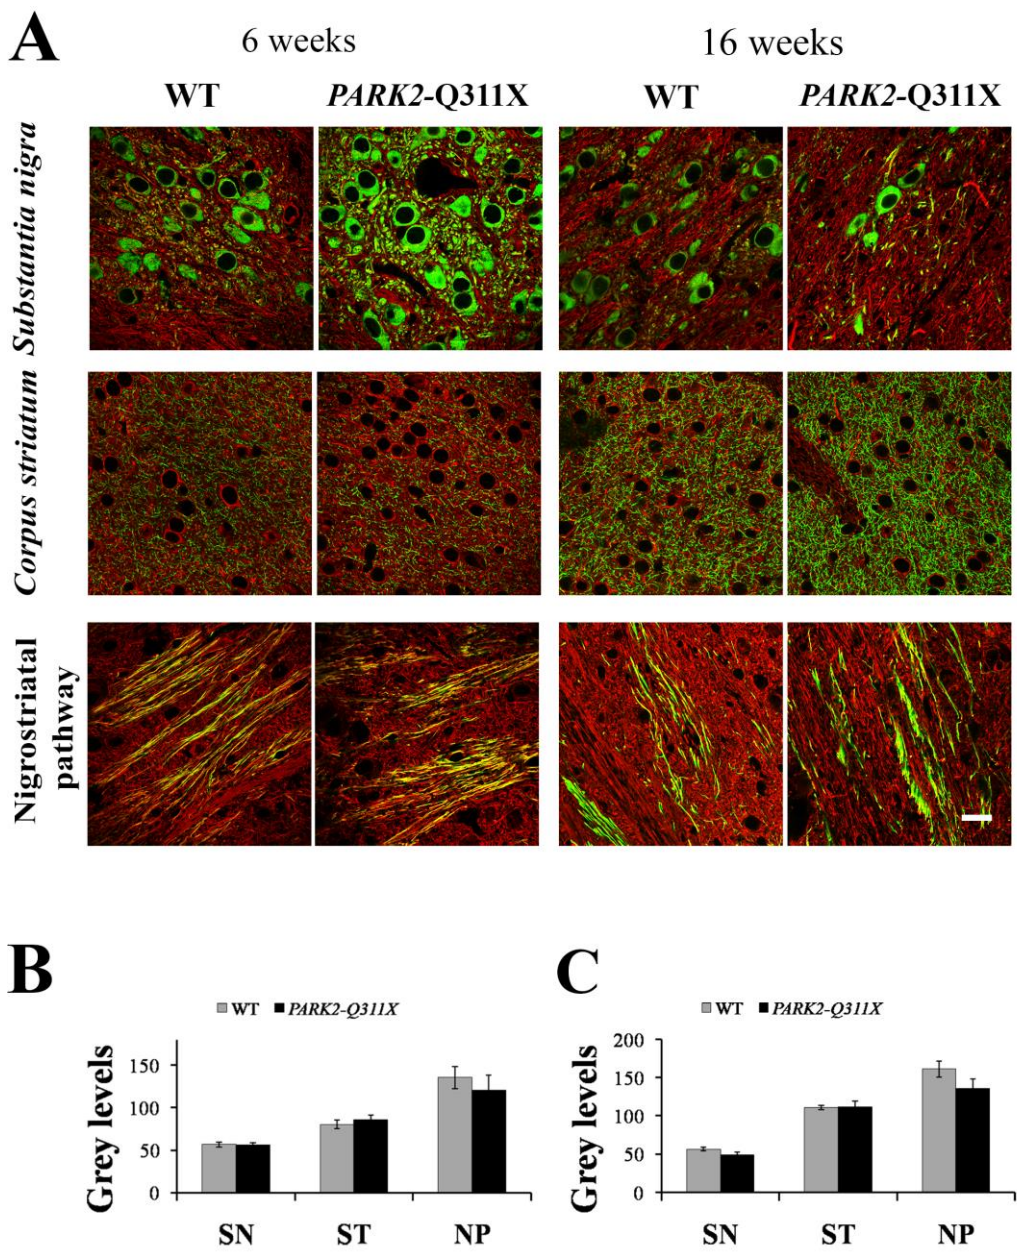 A
6 weeks 16 weeks
WT PARK2-Q311X WT PARK2-Q311X
Substantia nigra
Corpus striatum
Nigrostriatal
pathway
B
WT PARK2-Q311X
Grey levels
150
100
50
0
SN ST NP
C
WT PARK2-Q311X
Grey levels
200
150
100
50
0
SN ST NP